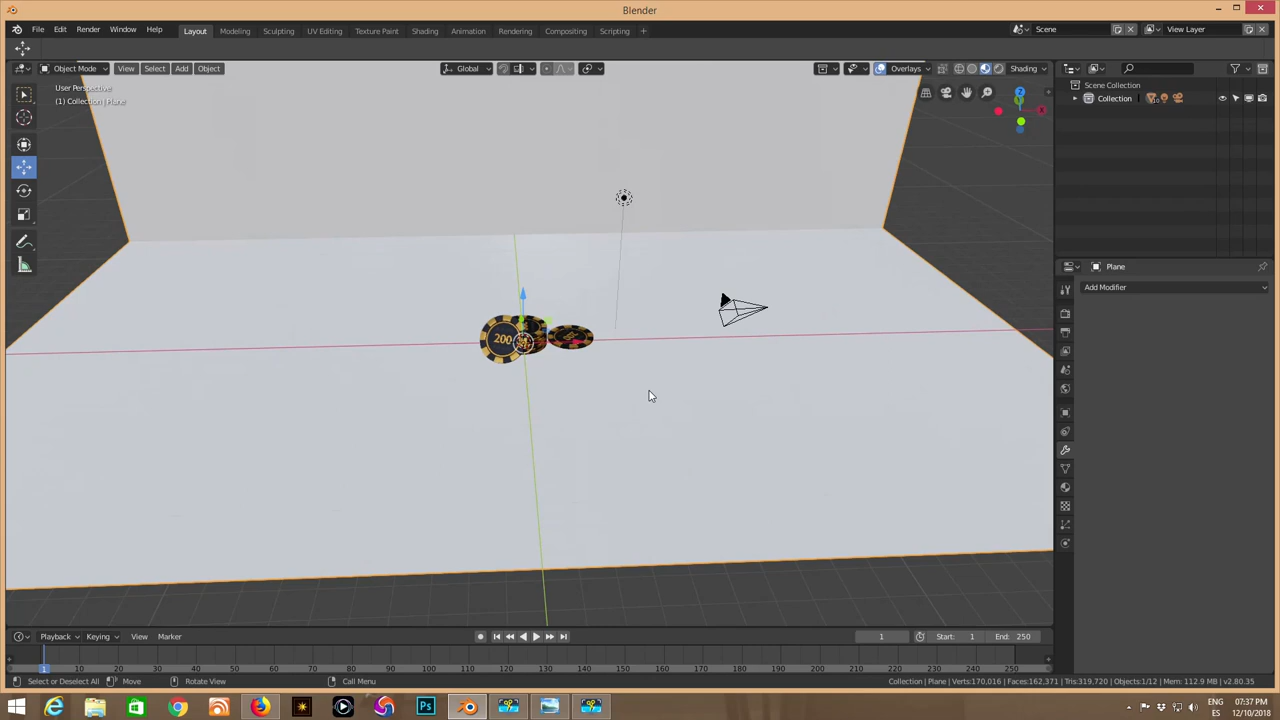 Blender
File Edit Render Window Help
Layout Modeling Sculpting UV Editing Texture Paint Shading Animation Rendering Compositing Scripting +
Scene
View Layer
Object Mode View Select Add Object
Global
Overlays
Shading
User Perspective
(1) Collection | Plane
Z
X
Scene Collection
Collection
Plane
Add Modifier
200
Playback Keying View Marker
1
Start: 1
End: 250
1 10 20 30 40 50 60 70 80 90 100 110 120 130 140 150 160 170 180 190 200 210 220 230 240 250
Select or Deselect All Move Rotate View Call Menu
Collection | Plane | Verts:170,016 | Faces:162,371 | Tris:319,720 | Objects:1/12 | Mem: 112.9 MB | v2.80.35
Ps
ENG
ES
07:37 PM
12/10/2018